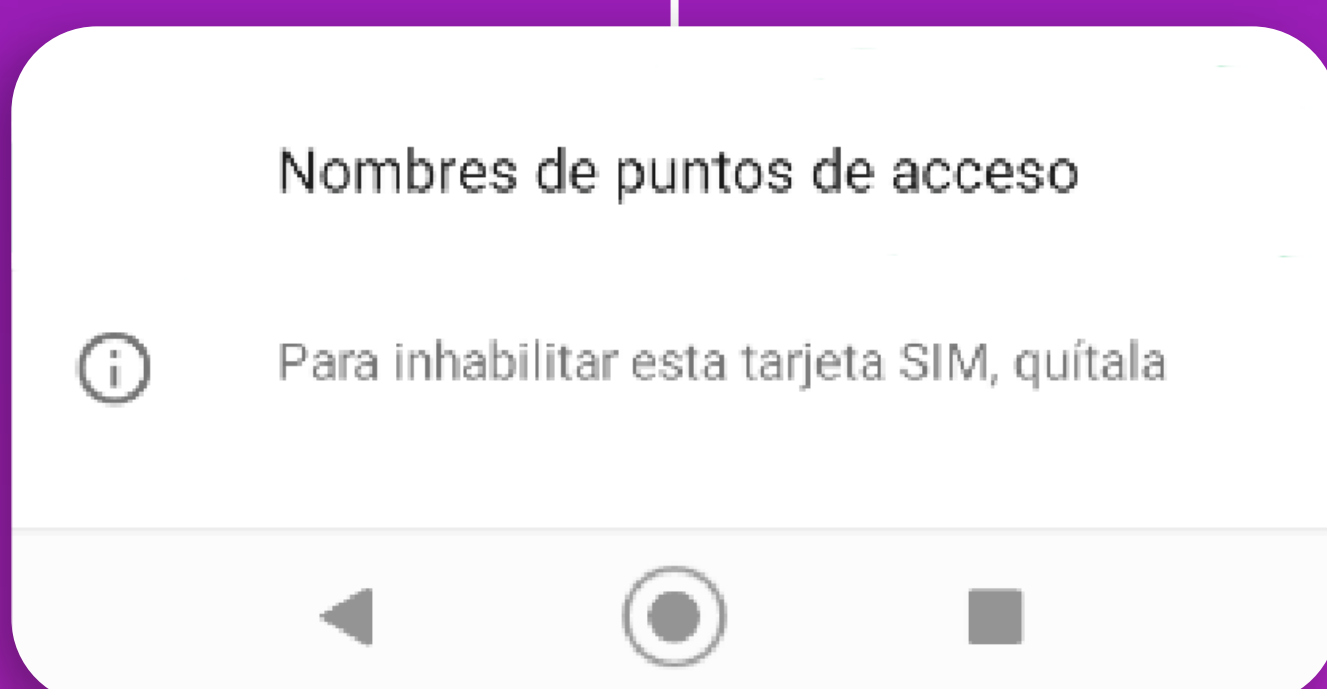 Nombres de puntos de acceso
Para inhabilitar esta tarjeta SIM, quítala